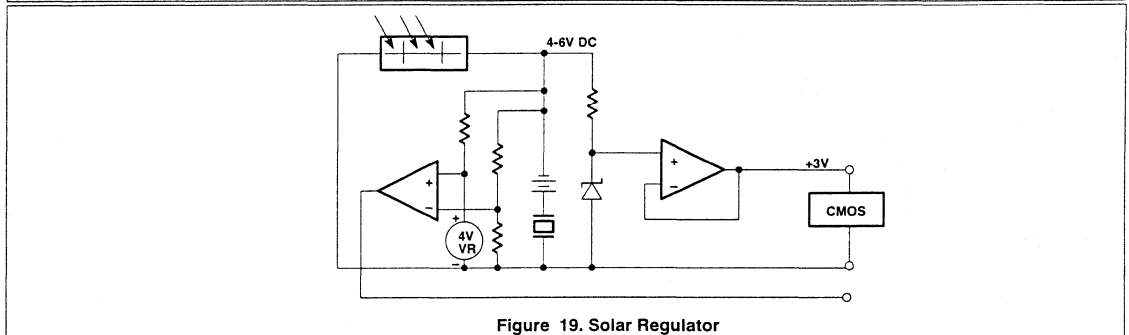 4-6V DC
+
−
+
−
+3V
CMOS
+
4V
VR
−
Figure 19. Solar Regulator